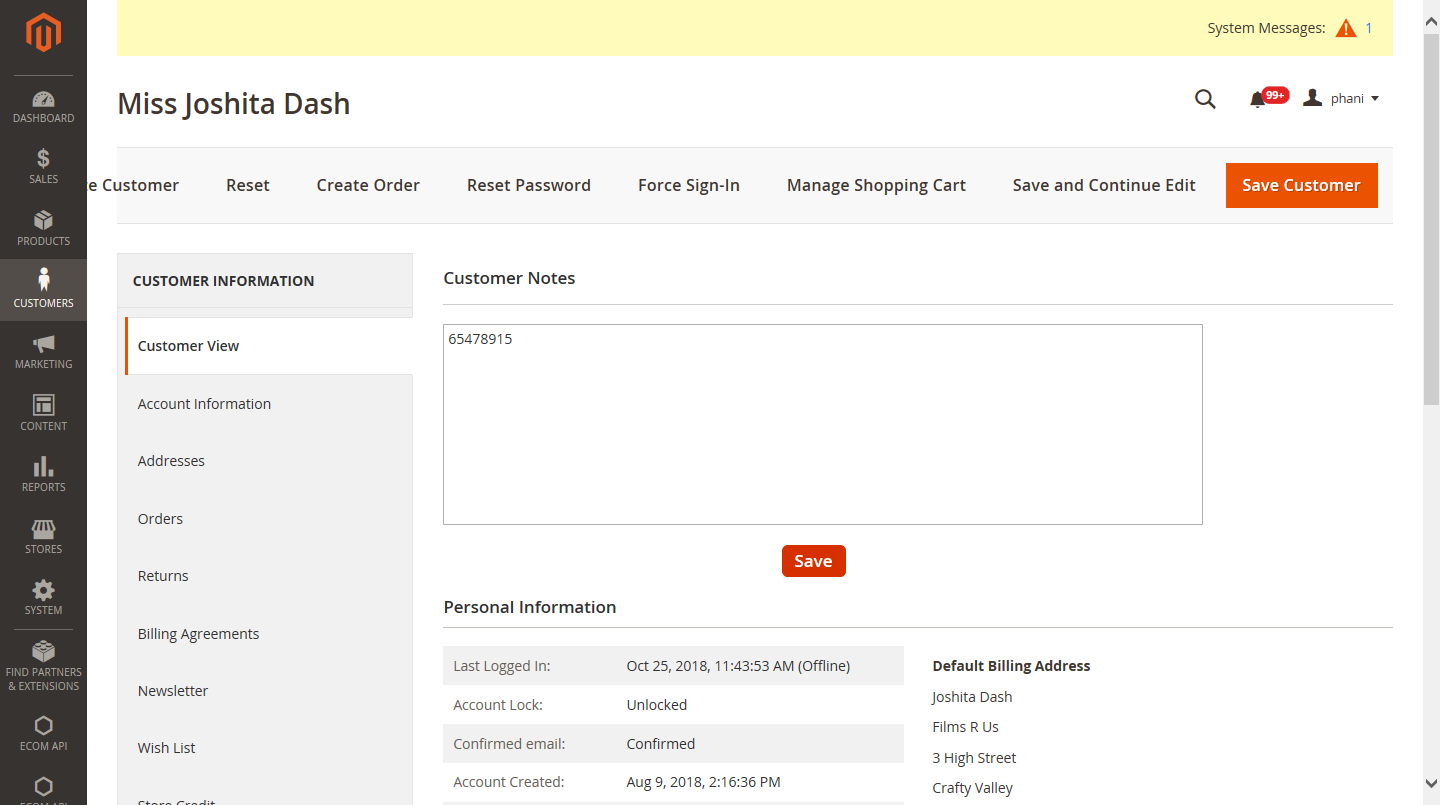 System Messages: 1
Miss Joshita Dash
99+
phani
Customer
Reset
Create Order
Reset Password
Force Sign-In
Manage Shopping Cart
Save and Continue Edit
Save Customer
DASHBOARD
SALES
PRODUCTS
CUSTOMERS
MARKETING
CONTENT
REPORTS
STORES
SYSTEM
FIND PARTNERS
& EXTENSIONS
ECOM API
CUSTOMER INFORMATION
Customer View
Account Information
Addresses
Orders
Returns
Billing Agreements
Newsletter
Wish List
Store Credit
Customer Notes
65478915
Save
Personal Information
Last Logged In: Oct 25, 2018, 11:43:53 AM (Offline)
Account Lock: Unlocked
Confirmed email: Confirmed
Account Created: Aug 9, 2018, 2:16:36 PM
Default Billing Address
Joshita Dash
Films R Us
3 High Street
Crafty Valley